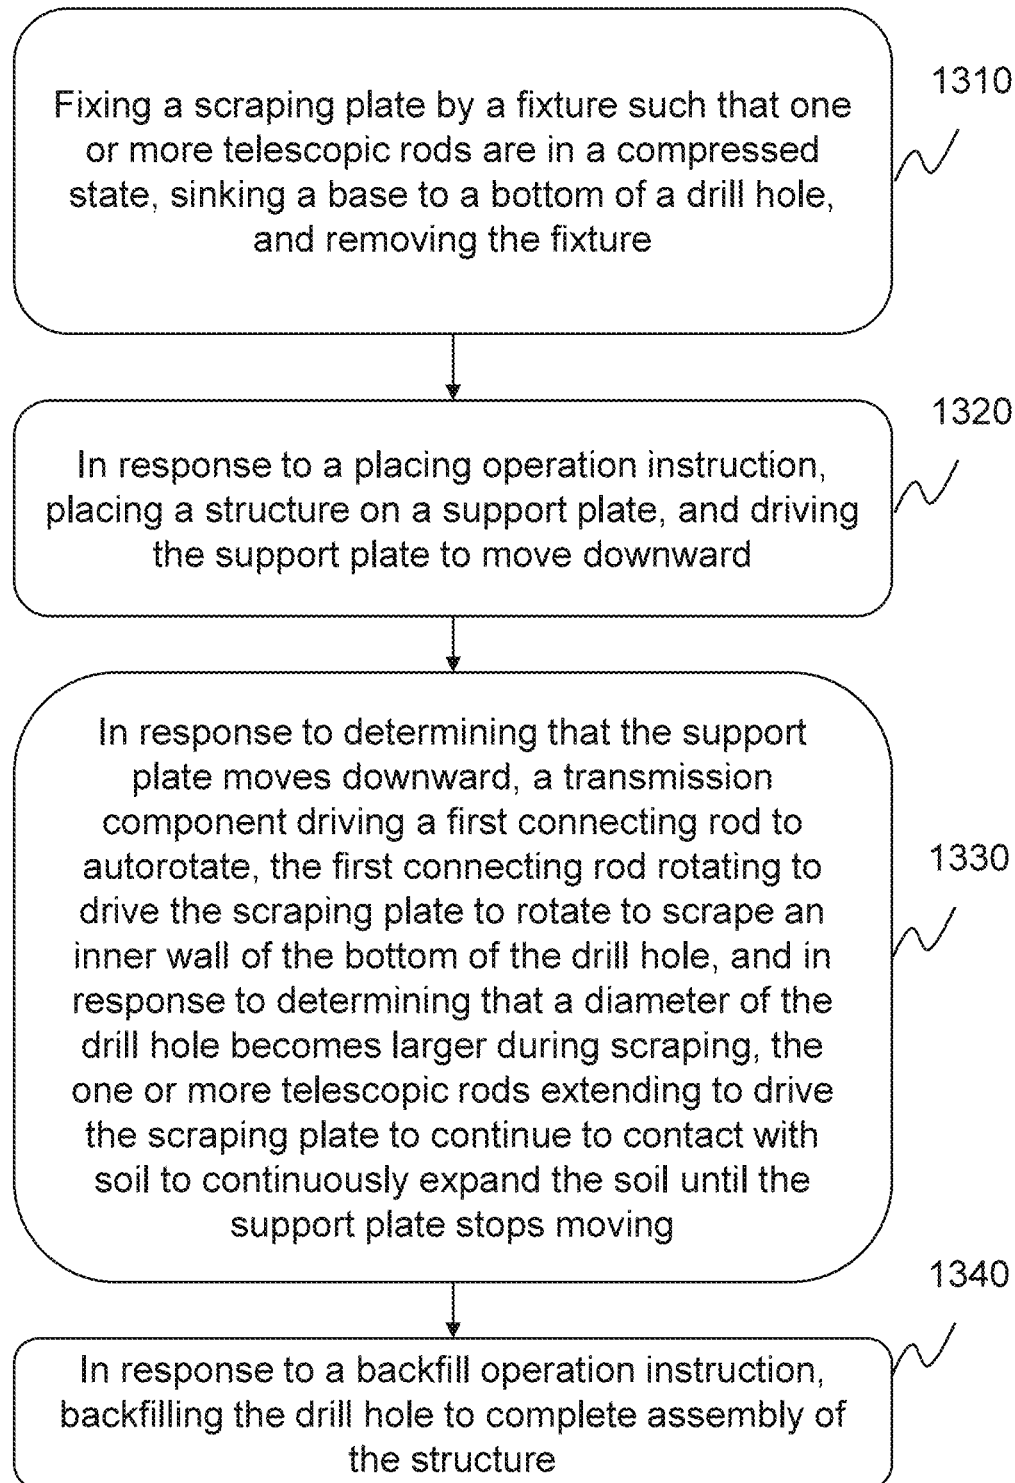 Fixing a scraping plate by a fixture such that one
or more telescopic rods are in a compressed
state, sinking a base to a bottom of a drill hole,
and removing the fixture
1310
In response to a placing operation instruction,
placing a structure on a support plate, and driving
the support plate to move downward
1320
In response to determining that the support
plate moves downward, a transmission
component driving a first connecting rod to
autorotate, the first connecting rod rotating to
drive the scraping plate to rotate to scrape an
inner wall of the bottom of the drill hole, and in
response to determining that a diameter of the
drill hole becomes larger during scraping, the
one or more telescopic rods extending to drive
the scraping plate to continue to contact with
soil to continuously expand the soil until the
support plate stops moving
1330
In response to a backfill operation instruction,
backfilling the drill hole to complete assembly of
the structure
1340